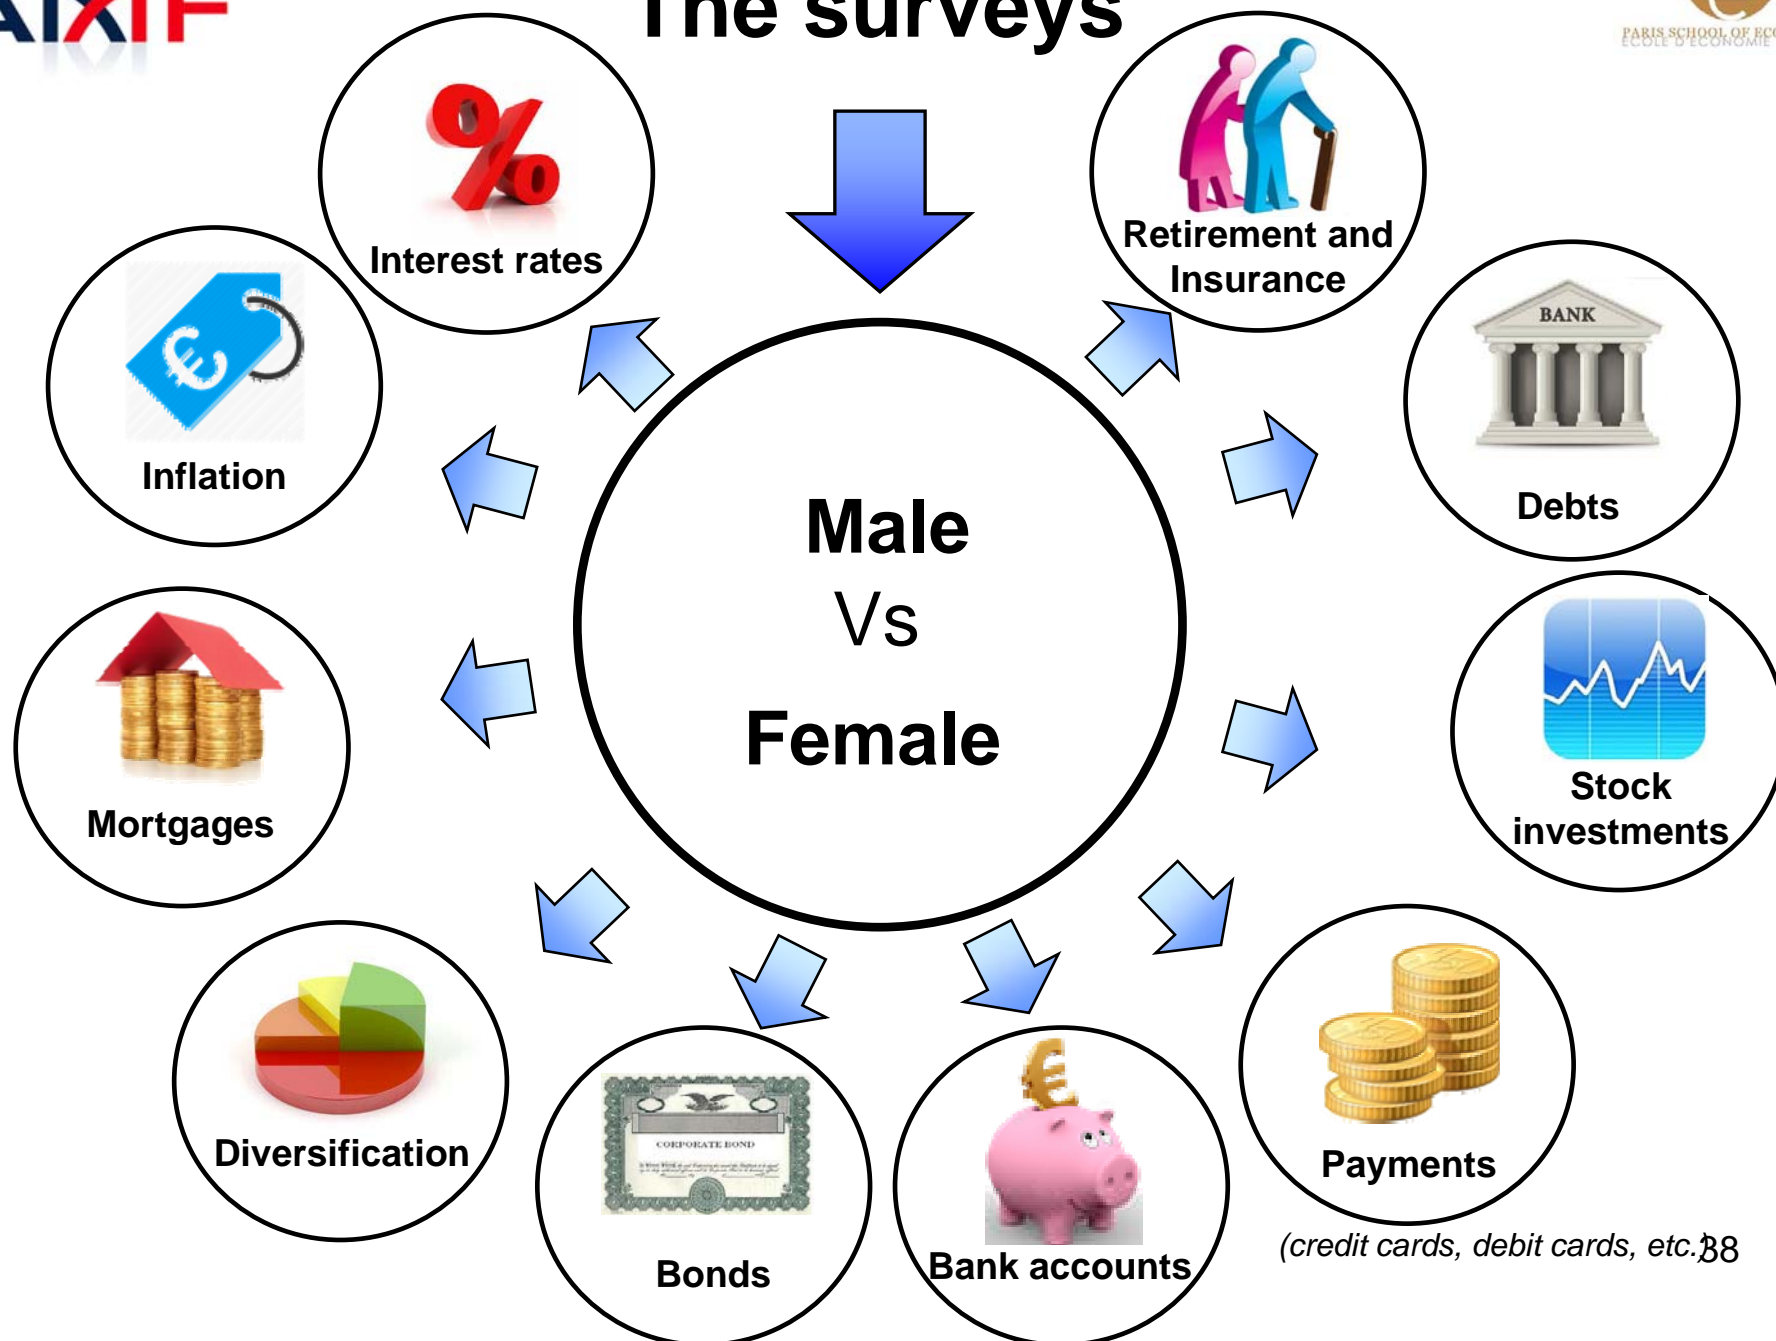 The surveys
PARIS SCHOOL OF
Interest rates
Retirement and
Insurance
BANK
Inflation
Debts
Male
Vs
Female
Mortgages
Stock
investments
Diversification
CORPORATE BOND
Bonds
Bank accounts
Payments
(credit cards, debit cards, etc.)
38